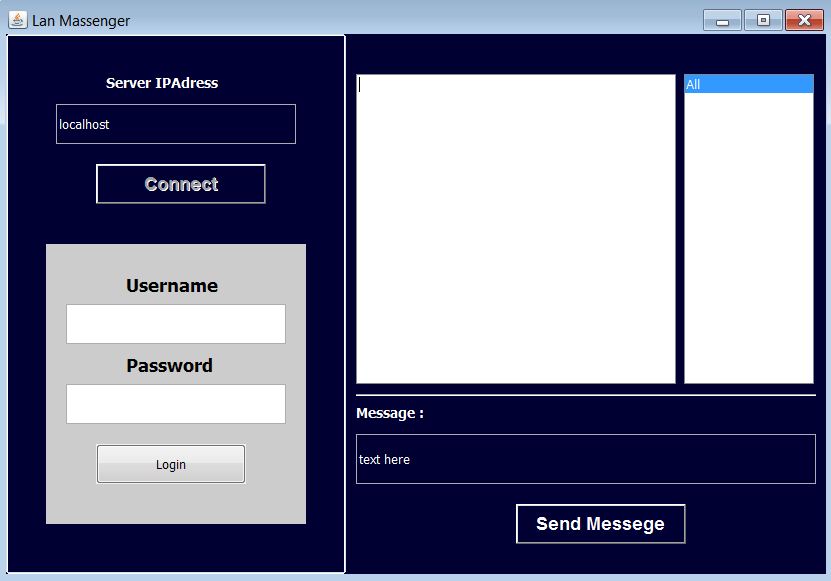 Lan Massenger
Server IPAdress
localhost
Connect
Username
Password
Login
All
Message :
text here
Send Messege